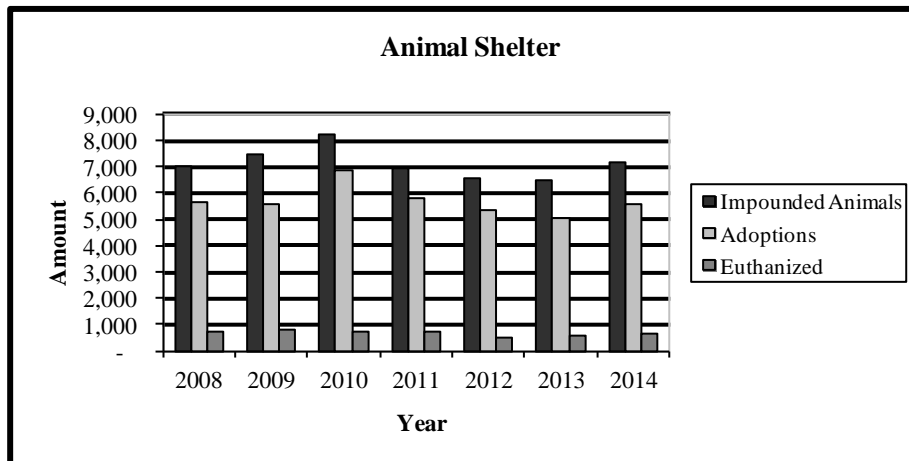 Animal Shelter
9,000
8,000
7,000
6,000
5,000
4,000
3,000
2,000
1,000
-
Amount
2008 2009 2010 2011 2012 2013 2014
Year
Impounded Animals
Adoptions
Euthanized